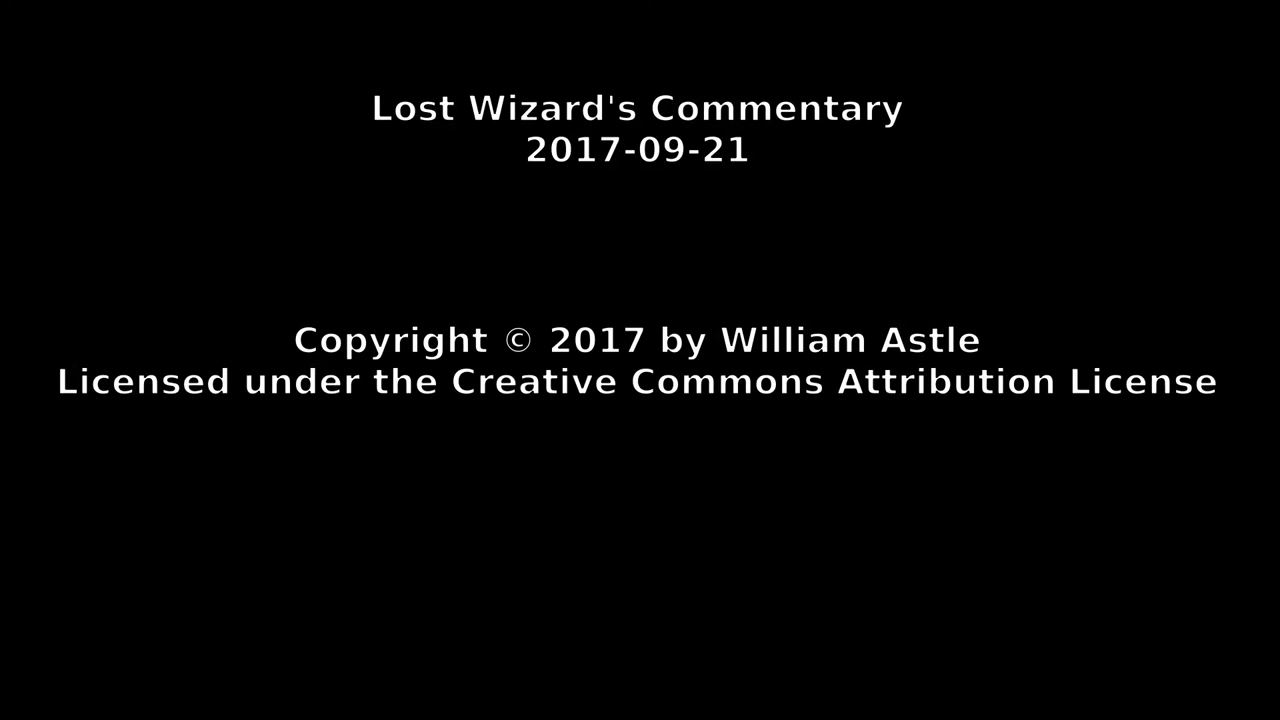 Lost Wizard's Commentary
2017-09-21
Copyright © 2017 by William Astle
Licensed under the Creative Commons Attribution License